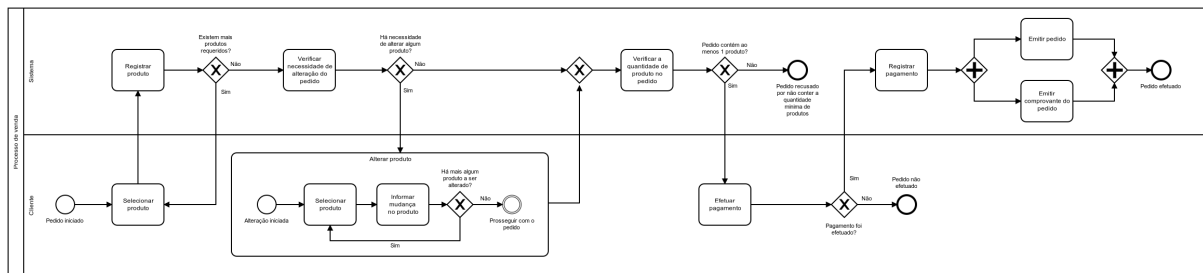 Processo de venda
Sistema
Registrar
produto
Existem mais
produtos
requeridos?
Não
Sim
Verificar
necessidade de
alteração do
pedido
Há necessidade
de alterar algum
produto?
Não
Sim
Verificar a
quantidade de
produto no
pedido
Pedido contém ao
menos 1 produto?
Não
Sim
Pedido recusado
por não conter a
quantidade
mínima de
produtos
Registrar
pagamento
Emitir pedido
Emitir
comprovante do
pedido
Pedido efetuado
Cliente
Pedido iniciado
Selecionar
produto
Alterar produto
Alteração iniciada
Selecionar
produto
Informar
mudança
no produto
Há mais algum
produto a ser
alterado?
Não
Sim
Prosseguir com o
pedido
Efetuar
pagamento
Sim
Não
Pagamento foi
efetuado?
Pedido não
efetuado